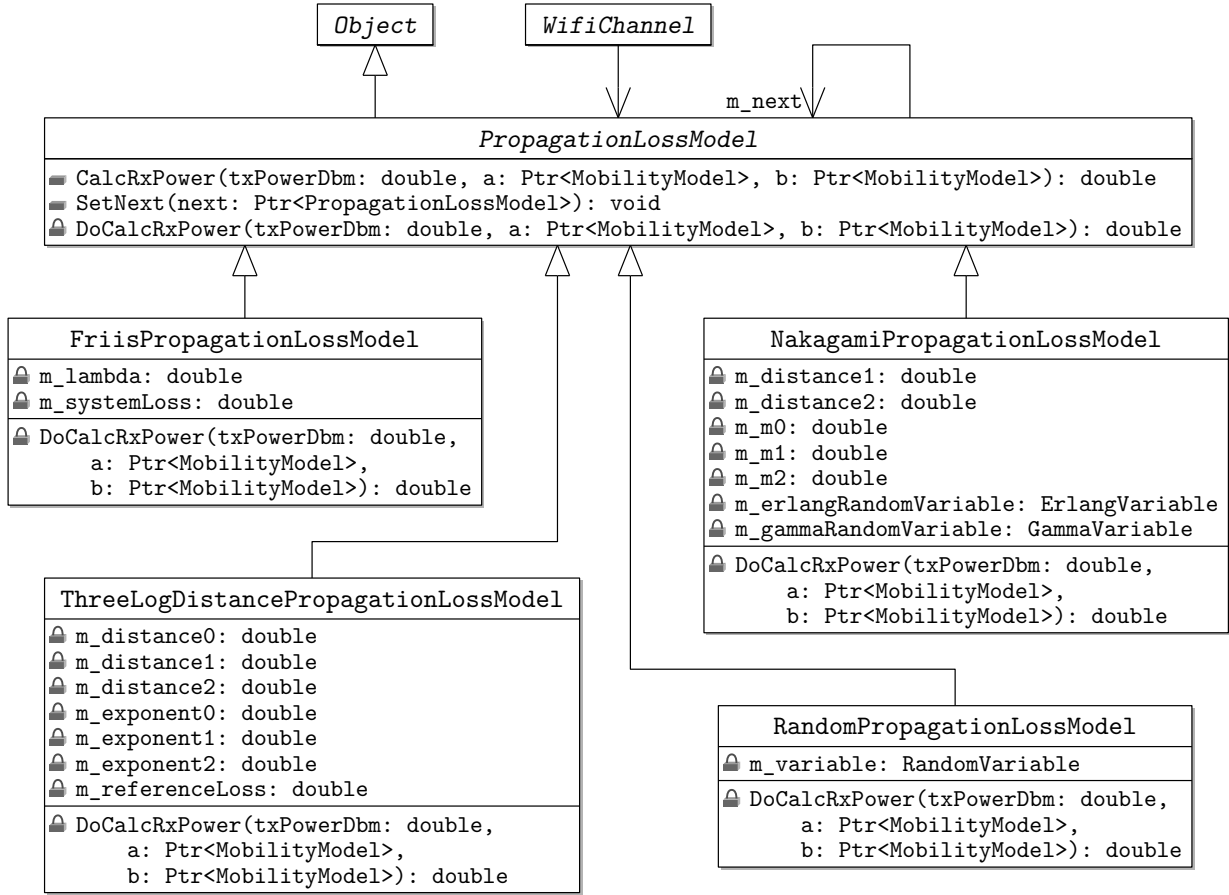 Object
WifiChannel
m_next
PropagationLossModel
CalcRxPower(txPowerDbm: double, a: Ptr<MobilityModel>, b: Ptr<MobilityModel>): double
SetNext(next: Ptr<PropagationLossModel>): void
DoCalcRxPower(txPowerDbm: double, a: Ptr<MobilityModel>, b: Ptr<MobilityModel>): double
FriisPropagationLossModel
m_lambda: double
m_systemLoss: double
DoCalcRxPower(txPowerDbm: double,
a: Ptr<MobilityModel>,
b: Ptr<MobilityModel>): double
NakagamiPropagationLossModel
m_distance1: double
m_distance2: double
m_m0: double
m_m1: double
m_m2: double
m_erlangRandomVariable: ErlangVariable
m_gammaRandomVariable: GammaVariable
DoCalcRxPower(txPowerDbm: double,
a: Ptr<MobilityModel>,
b: Ptr<MobilityModel>): double
ThreeLogDistancePropagationLossModel
m_distance0: double
m_distance1: double
m_distance2: double
m_exponent0: double
m_exponent1: double
m_exponent2: double
m_referenceLoss: double
DoCalcRxPower(txPowerDbm: double,
a: Ptr<MobilityModel>,
b: Ptr<MobilityModel>): double
RandomPropagationLossModel
m_variable: RandomVariable
DoCalcRxPower(txPowerDbm: double,
a: Ptr<MobilityModel>,
b: Ptr<MobilityModel>): double